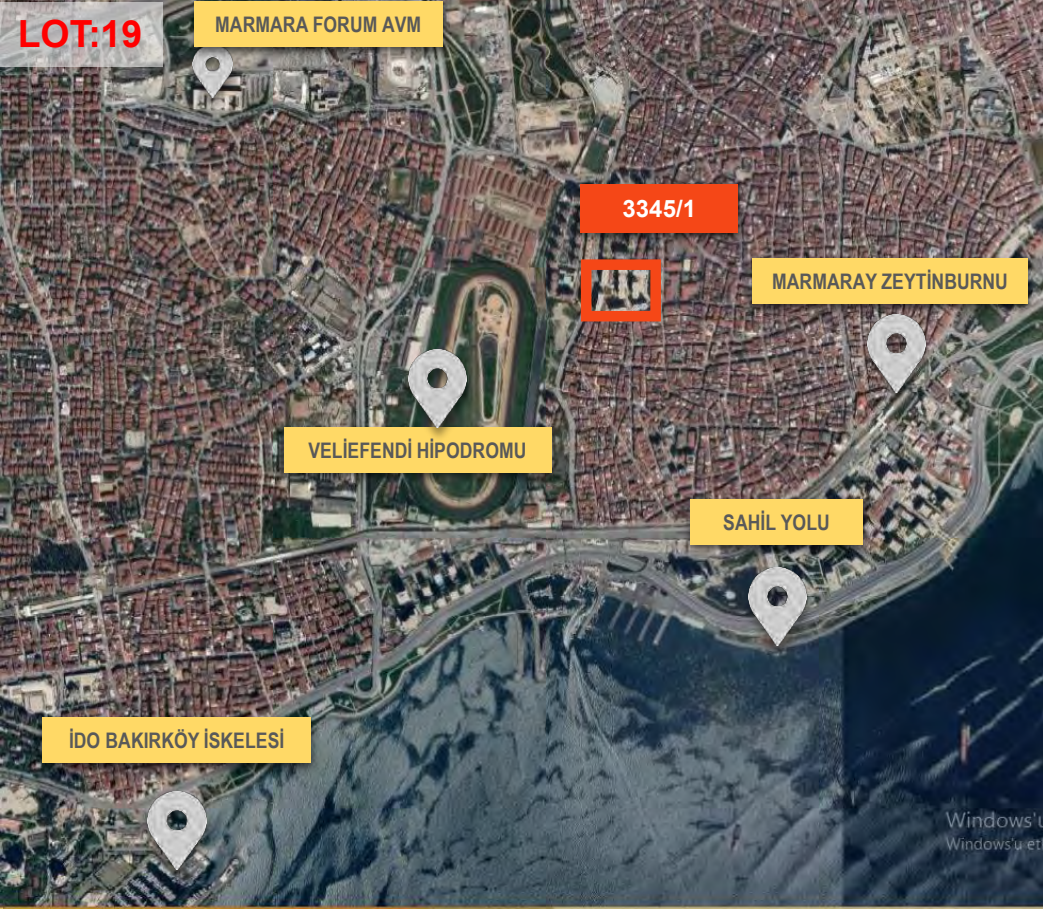 LOT:19
MARMARA FORUM AVM
3345/1
MARMARAY ZEYTİNBURNU
VELİEFENDİ HİPODROMU
SAHİL YOLU
İDO BAKIRKÖY İSKELESİ
Windows'u
Windows'u et